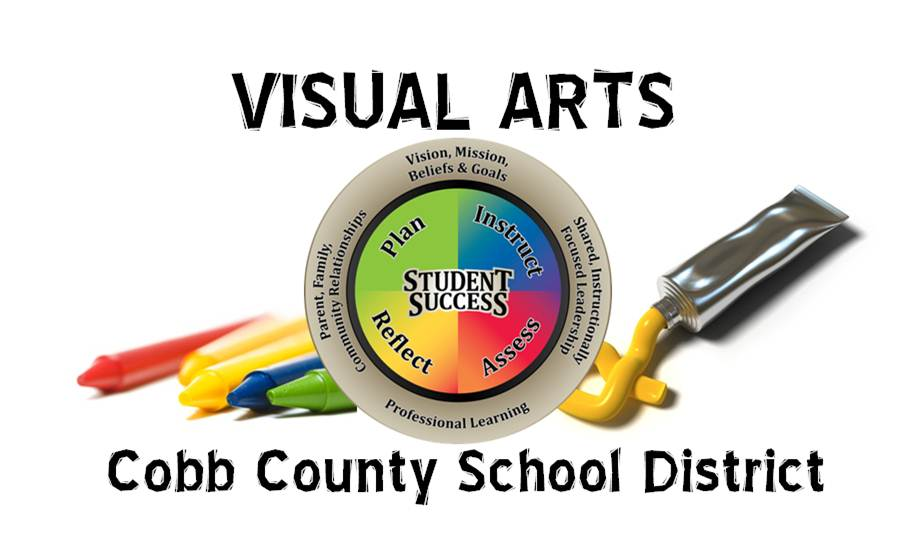 VISUAL ARTS
Vision, Mission,
Beliefs & Goals
Parent, Family,
Community Relationships
Shared, Instructionally
Focused Leadership
Plan
Instruct
STUDENT
SUCCESS
Reflect
Assess
Professional Learning
Cobb County School District